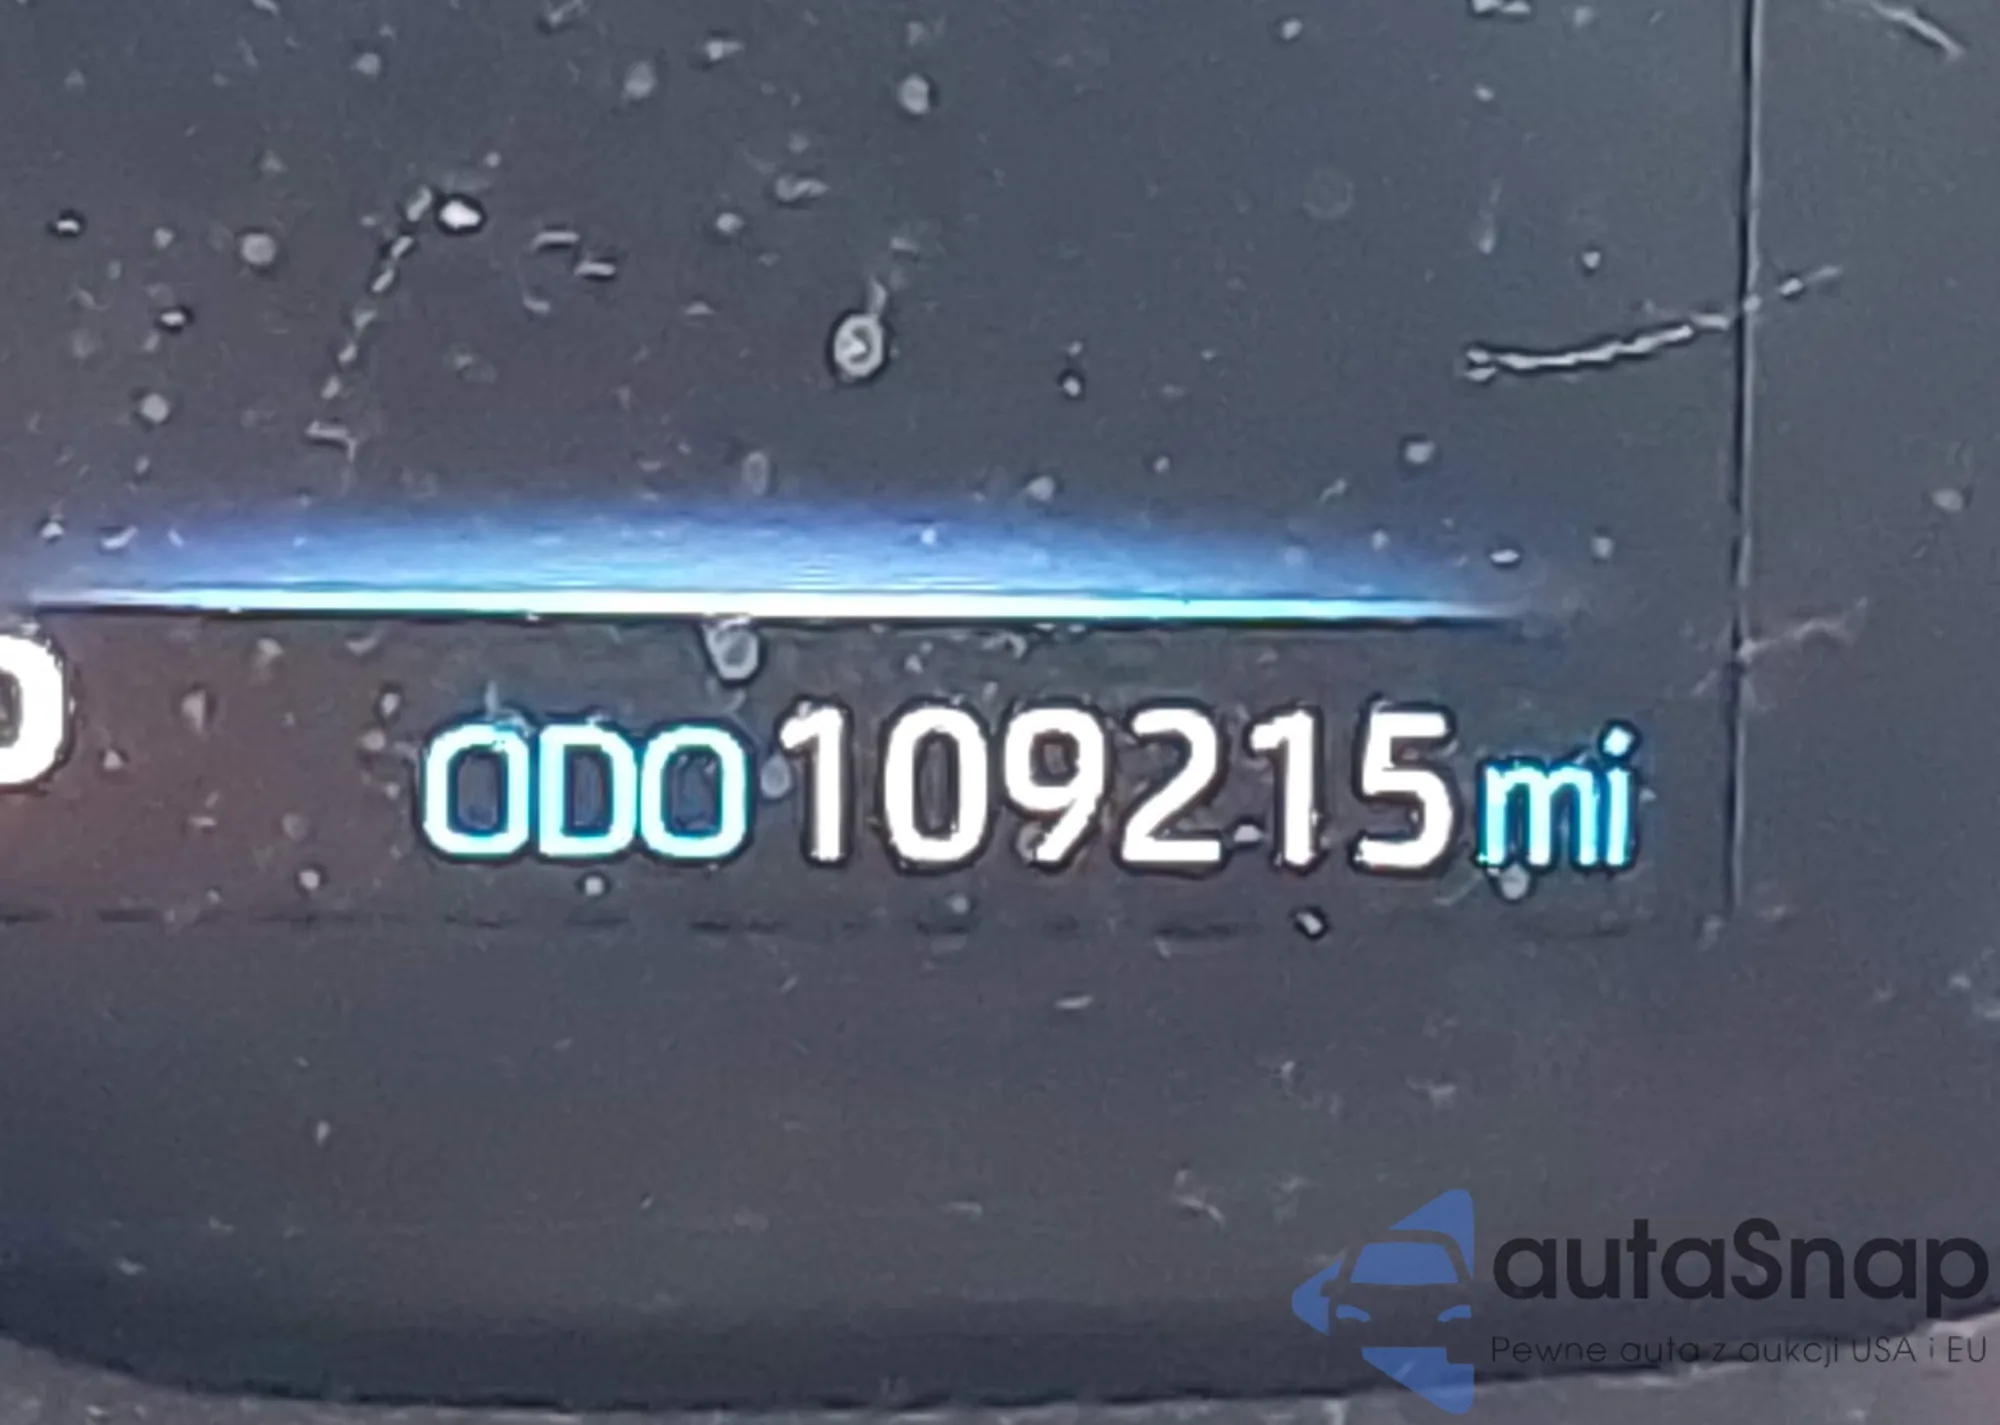 ODO 109215 mi
autaSnap
Pewne auta z aukcji USA i EU